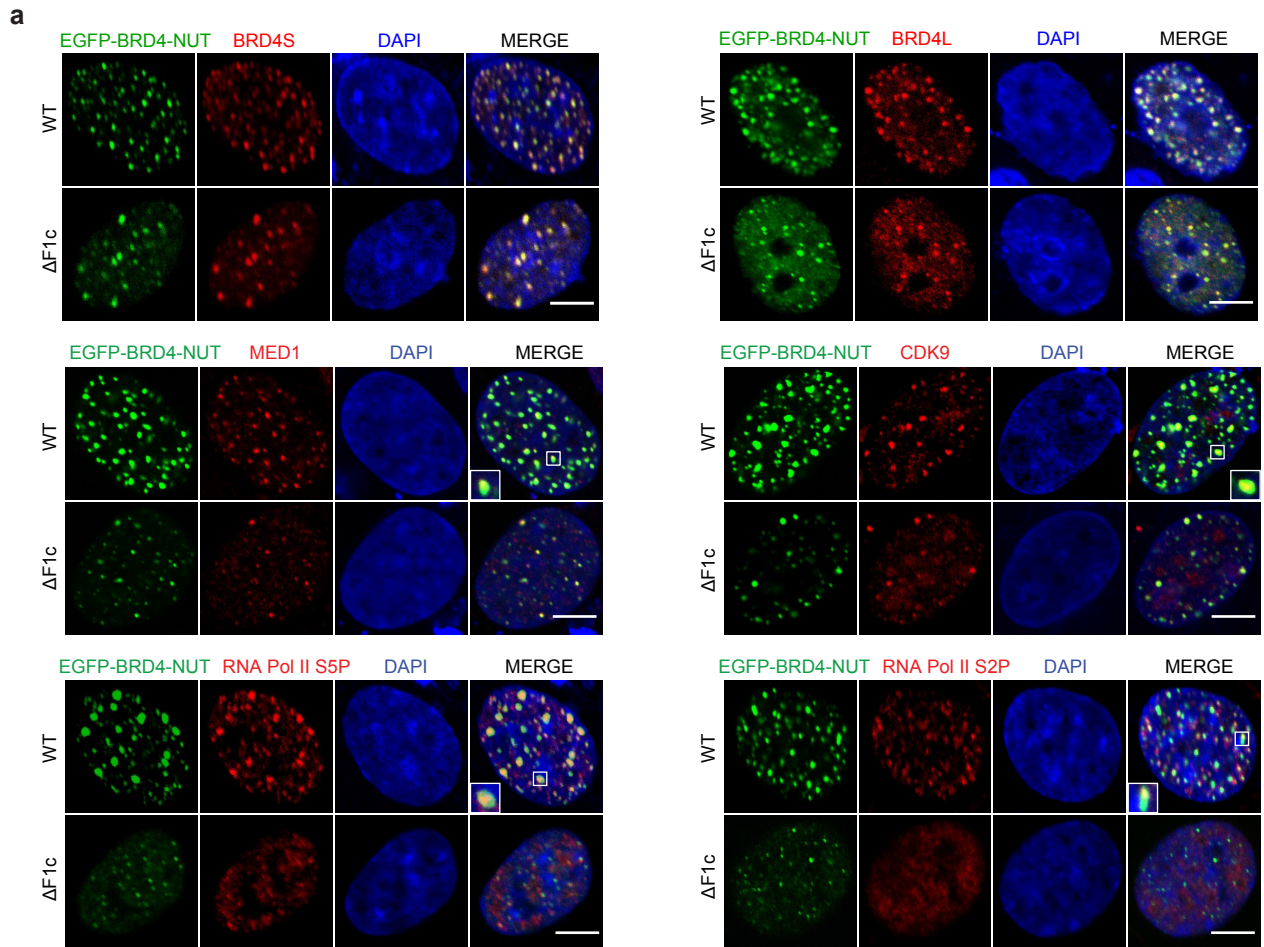 a
EGFP-BRD4-NUT BRD4S DAPI MERGE
WT
ΔF1c
EGFP-BRD4-NUT BRD4L DAPI MERGE
WT
ΔF1c
EGFP-BRD4-NUT MED1 DAPI MERGE
WT
ΔF1c
EGFP-BRD4-NUT CDK9 DAPI MERGE
WT
ΔF1c
EGFP-BRD4-NUT RNA Pol II S5P DAPI MERGE
WT
ΔF1c
EGFP-BRD4-NUT RNA Pol II S2P DAPI MERGE
WT
ΔF1c